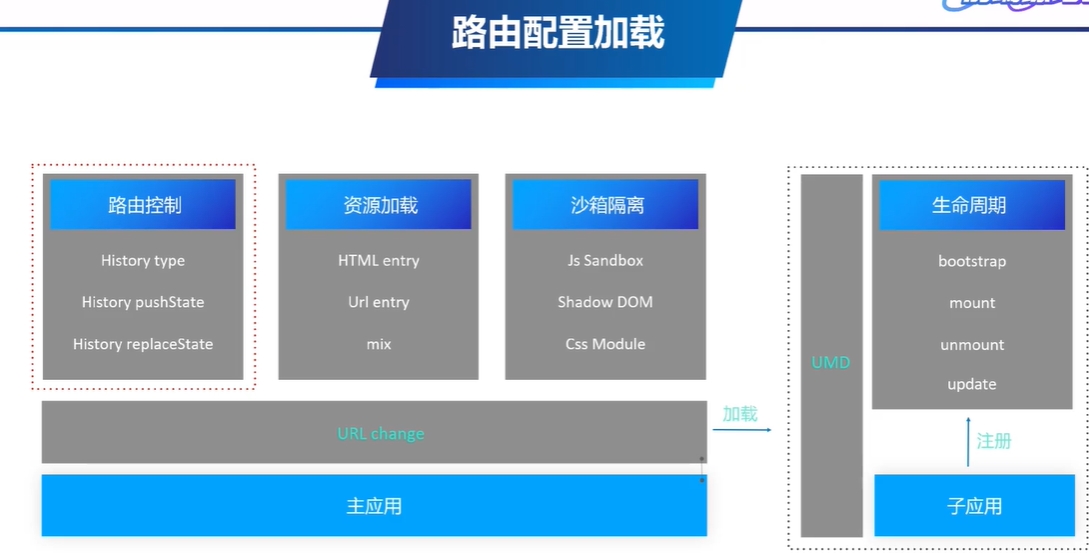 路由配置加载
路由控制
History type
History pushState
History replaceState
资源加载
HTML entry
Url entry
mix
沙箱隔离
Js Sandbox
Shadow DOM
Css Module
URL change
主应用
加载
UMD
生命周期
bootstrap
mount
unmount
update
注册
子应用